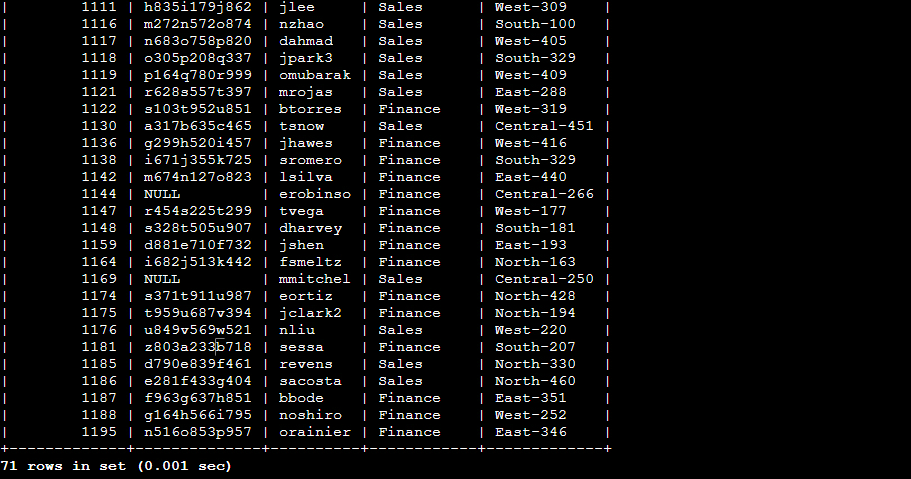 |         1111 | h835i179j862 | jlee     | Sales      | West-309    |
|         1116 | m272n572o874 | nzhao    | Sales      | South-100   |
|         1117 | n683o758p820 | dahmad   | Sales      | West-405    |
|         1118 | o305p208q337 | jpark3   | Sales      | South-329   |
|         1119 | p164q780r999 | omubarak | Sales      | West-409    |
|         1121 | r628s557t397 | mrojas   | Sales      | East-288    |
|         1122 | s103t952u851 | btorres  | Finance    | West-319    |
|         1130 | a317b635c465 | tsnow    | Sales      | Central-451 |
|         1136 | g299h520i457 | jhawes   | Finance    | West-416    |
|         1138 | i671j355k725 | sromero  | Finance    | South-329   |
|         1142 | m674n127o823 | lsilva   | Finance    | East-440    |
|         1144 | NULL         | erobinso | Finance    | Central-266 |
|         1147 | r454s225t299 | tvega    | Finance    | West-177    |
|         1148 | s328t505u907 | dharvey  | Finance    | South-181   |
|         1159 | d881e710f732 | jshen    | Finance    | East-193    |
|         1164 | i682j513k442 | fsmeltz  | Finance    | North-163   |
|         1169 | NULL         | mmitchel | Sales      | Central-250 |
|         1174 | s371t911u987 | eortiz   | Finance    | North-428   |
|         1175 | t959u687v394 | jclark2  | Finance    | North-194   |
|         1176 | u849v569w521 | nliu     | Sales      | West-220    |
|         1181 | z803a233b718 | sessa    | Finance    | South-207   |
|         1185 | d790e839f461 | revens   | Sales      | North-330   |
|         1186 | e281f433g404 | sacosta  | Sales      | North-460   |
|         1187 | f963g637h851 | bbode    | Finance    | East-351    |
|         1188 | g164h566i795 | noshiro  | Finance    | West-252    |
|         1195 | n516o853p957 | orainier | Finance    | East-346    |
+-------------+--------------+----------+------------+-------------+
71 rows in set (0.001 sec)